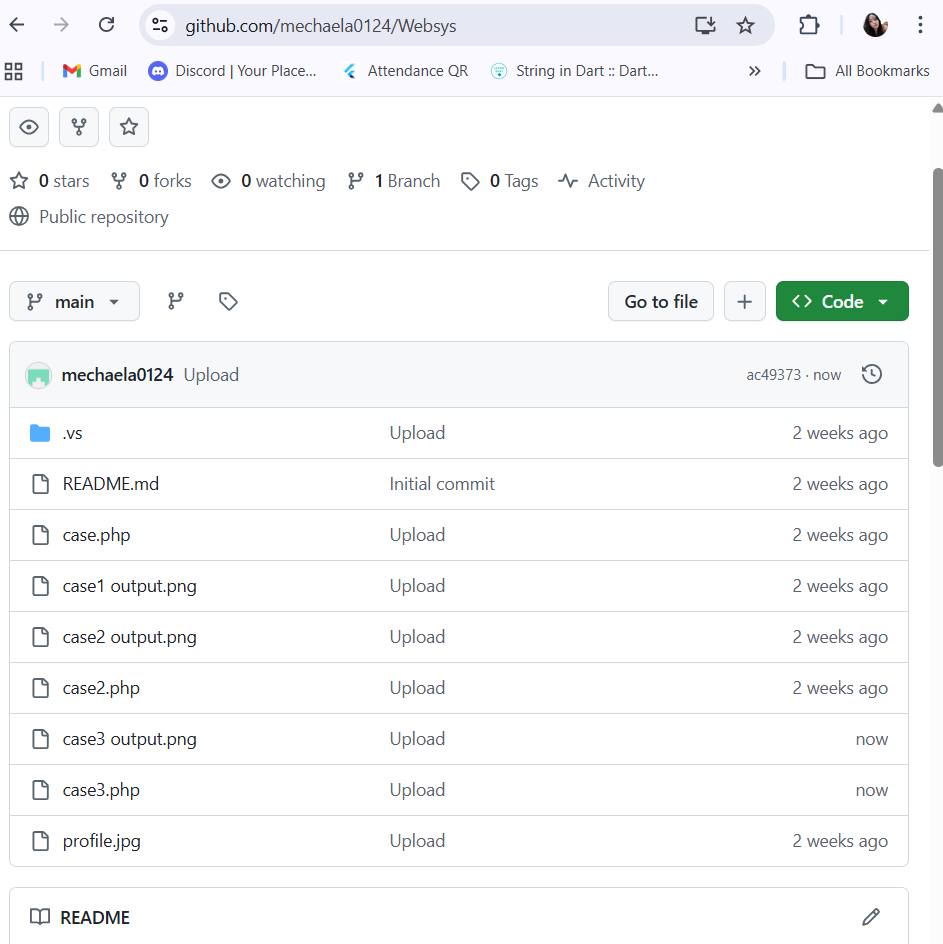 github.com/mechaela0124/Websys
Gmail Discord | Your Place... Attendance QR String in Dart :: Dart... » All Bookmarks
0 stars 0 forks 0 watching 1 Branch 0 Tags Activity
Public repository
main Go to file + <> Code
mechaela0124 Upload ac49373 · now
.vs Upload 2 weeks ago
README.md Initial commit 2 weeks ago
case.php Upload 2 weeks ago
case1 output.png Upload 2 weeks ago
case2 output.png Upload 2 weeks ago
case2.php Upload 2 weeks ago
case3 output.png Upload now
case3.php Upload now
profile.jpg Upload 2 weeks ago
README